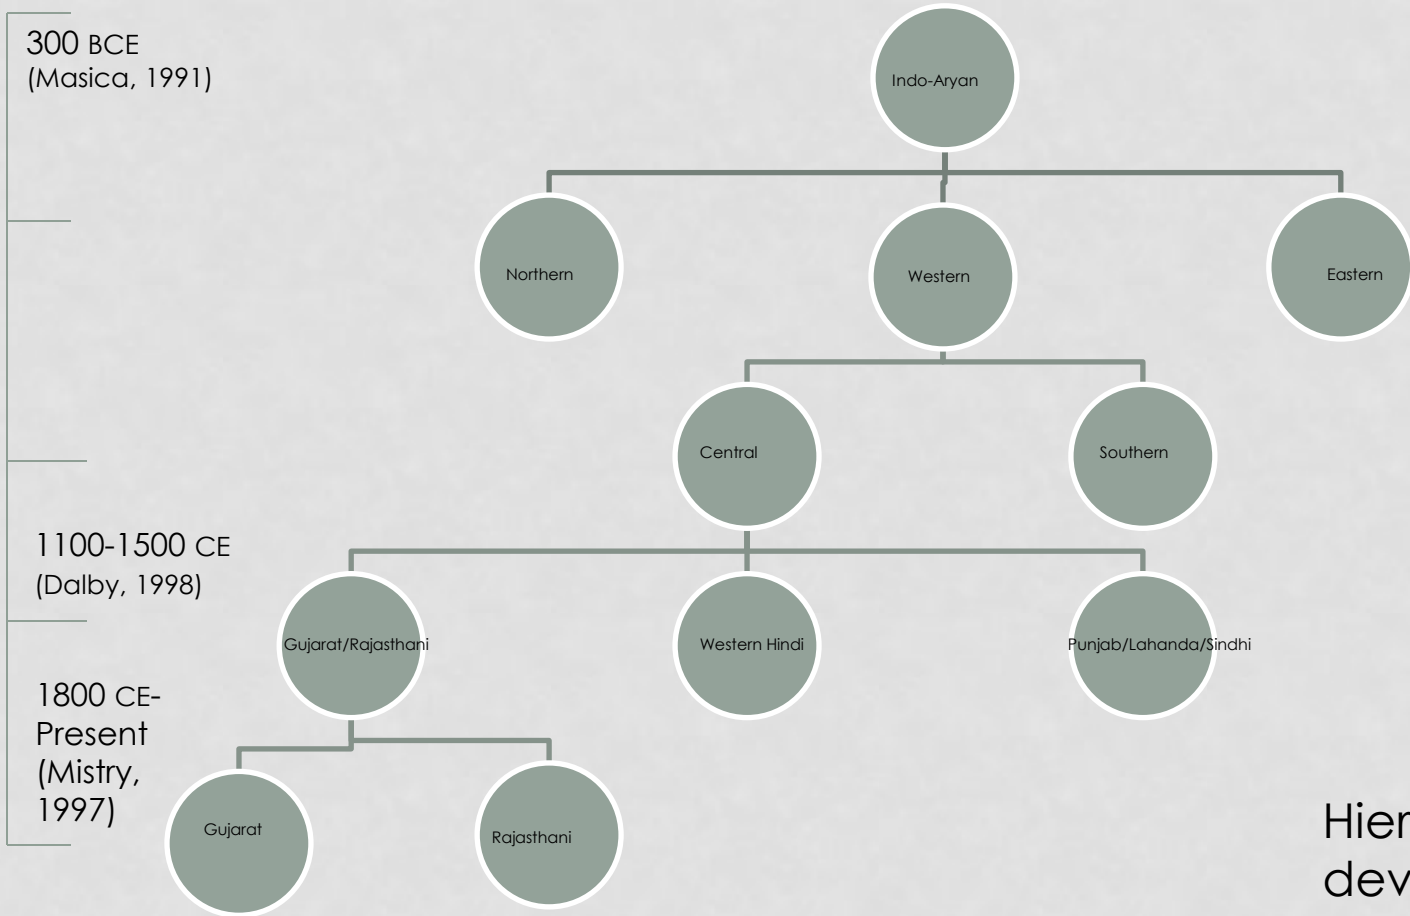 300 BCE
(Masica, 1991)
Indo-Aryan
Northern
Western
Eastern
Central
Southern
1100-1500 CE
(Dalby, 1998)
Gujarat/Rajasthani
Western Hindi
Punjab/Lahanda/Sindhi
1800 CE-
Present
(Mistry,
1997)
Gujarat
Rajasthani